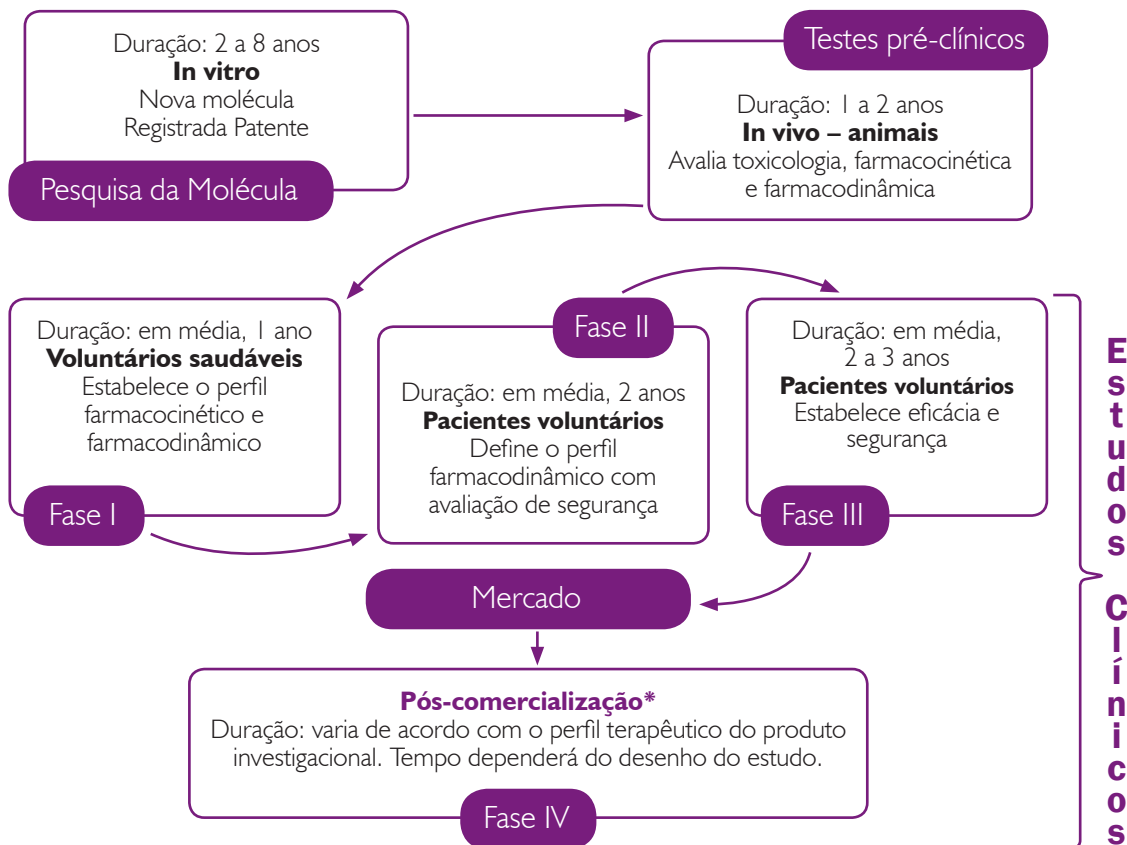 Duração: 2 a 8 anos
In vitro
Nova molécula
Registrada Patente
Pesquisa da Molécula
Testes pré-clínicos
Duração: 1 a 2 anos
In vivo – animais
Avalia toxicologia, farmacocinética
e farmacodinâmica
Duração: em média, 1 ano
Voluntários saudáveis
Estabelece o perfil
farmacocinético e
farmacodinâmico
Fase I
Fase II
Duração: em média, 2 anos
Pacientes voluntários
Define o perfil
farmacodinâmico com
avaliação de segurança
Duração: em média,
2 a 3 anos
Pacientes voluntários
Estabelece eficácia e
segurança
Fase III
Mercado
Pós-comercialização*
Duração: varia de acordo com o perfil terapêutico do produto
investigacional. Tempo dependerá do desenho do estudo.
Fase IV
Estudos Clínicos